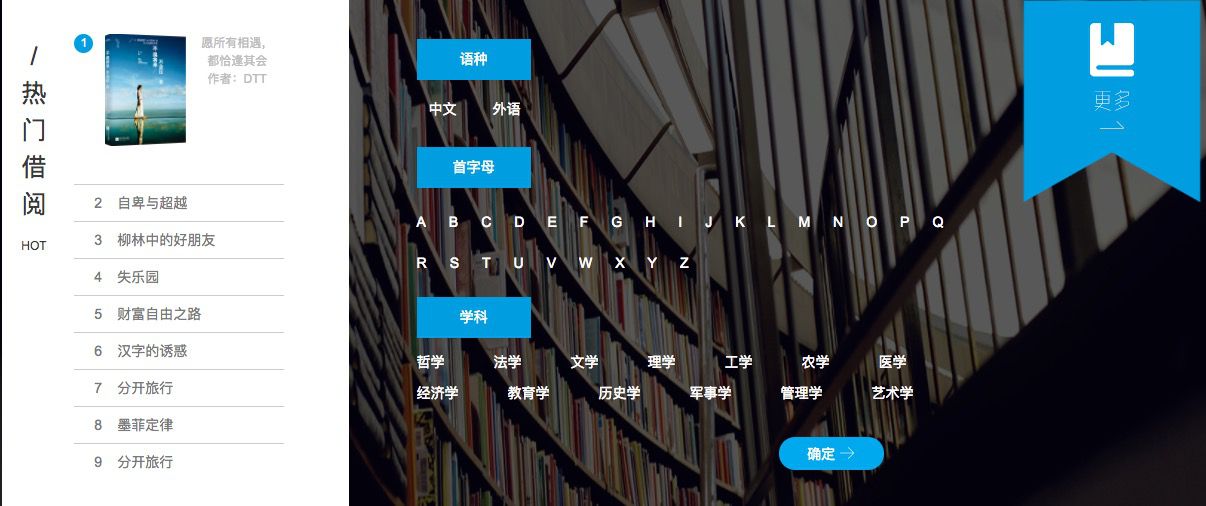 /
热门借阅
HOT
1
愿所有相遇,
都恰逢其会
作者：DTT
2 自卑与超越
3 柳林中的好朋友
4 失乐园
5 财富自由之路
6 汉字的诱惑
7 分开旅行
8 墨菲定律
9 分开旅行
语种
中文 外语
首字母
A B C D E F G H I J K L M N O P Q
R S T U V W X Y Z
学科
哲学 法学 文学 理学 工学 农学 医学
经济学 教育学 历史学 军事学 管理学 艺术学
确定
更多